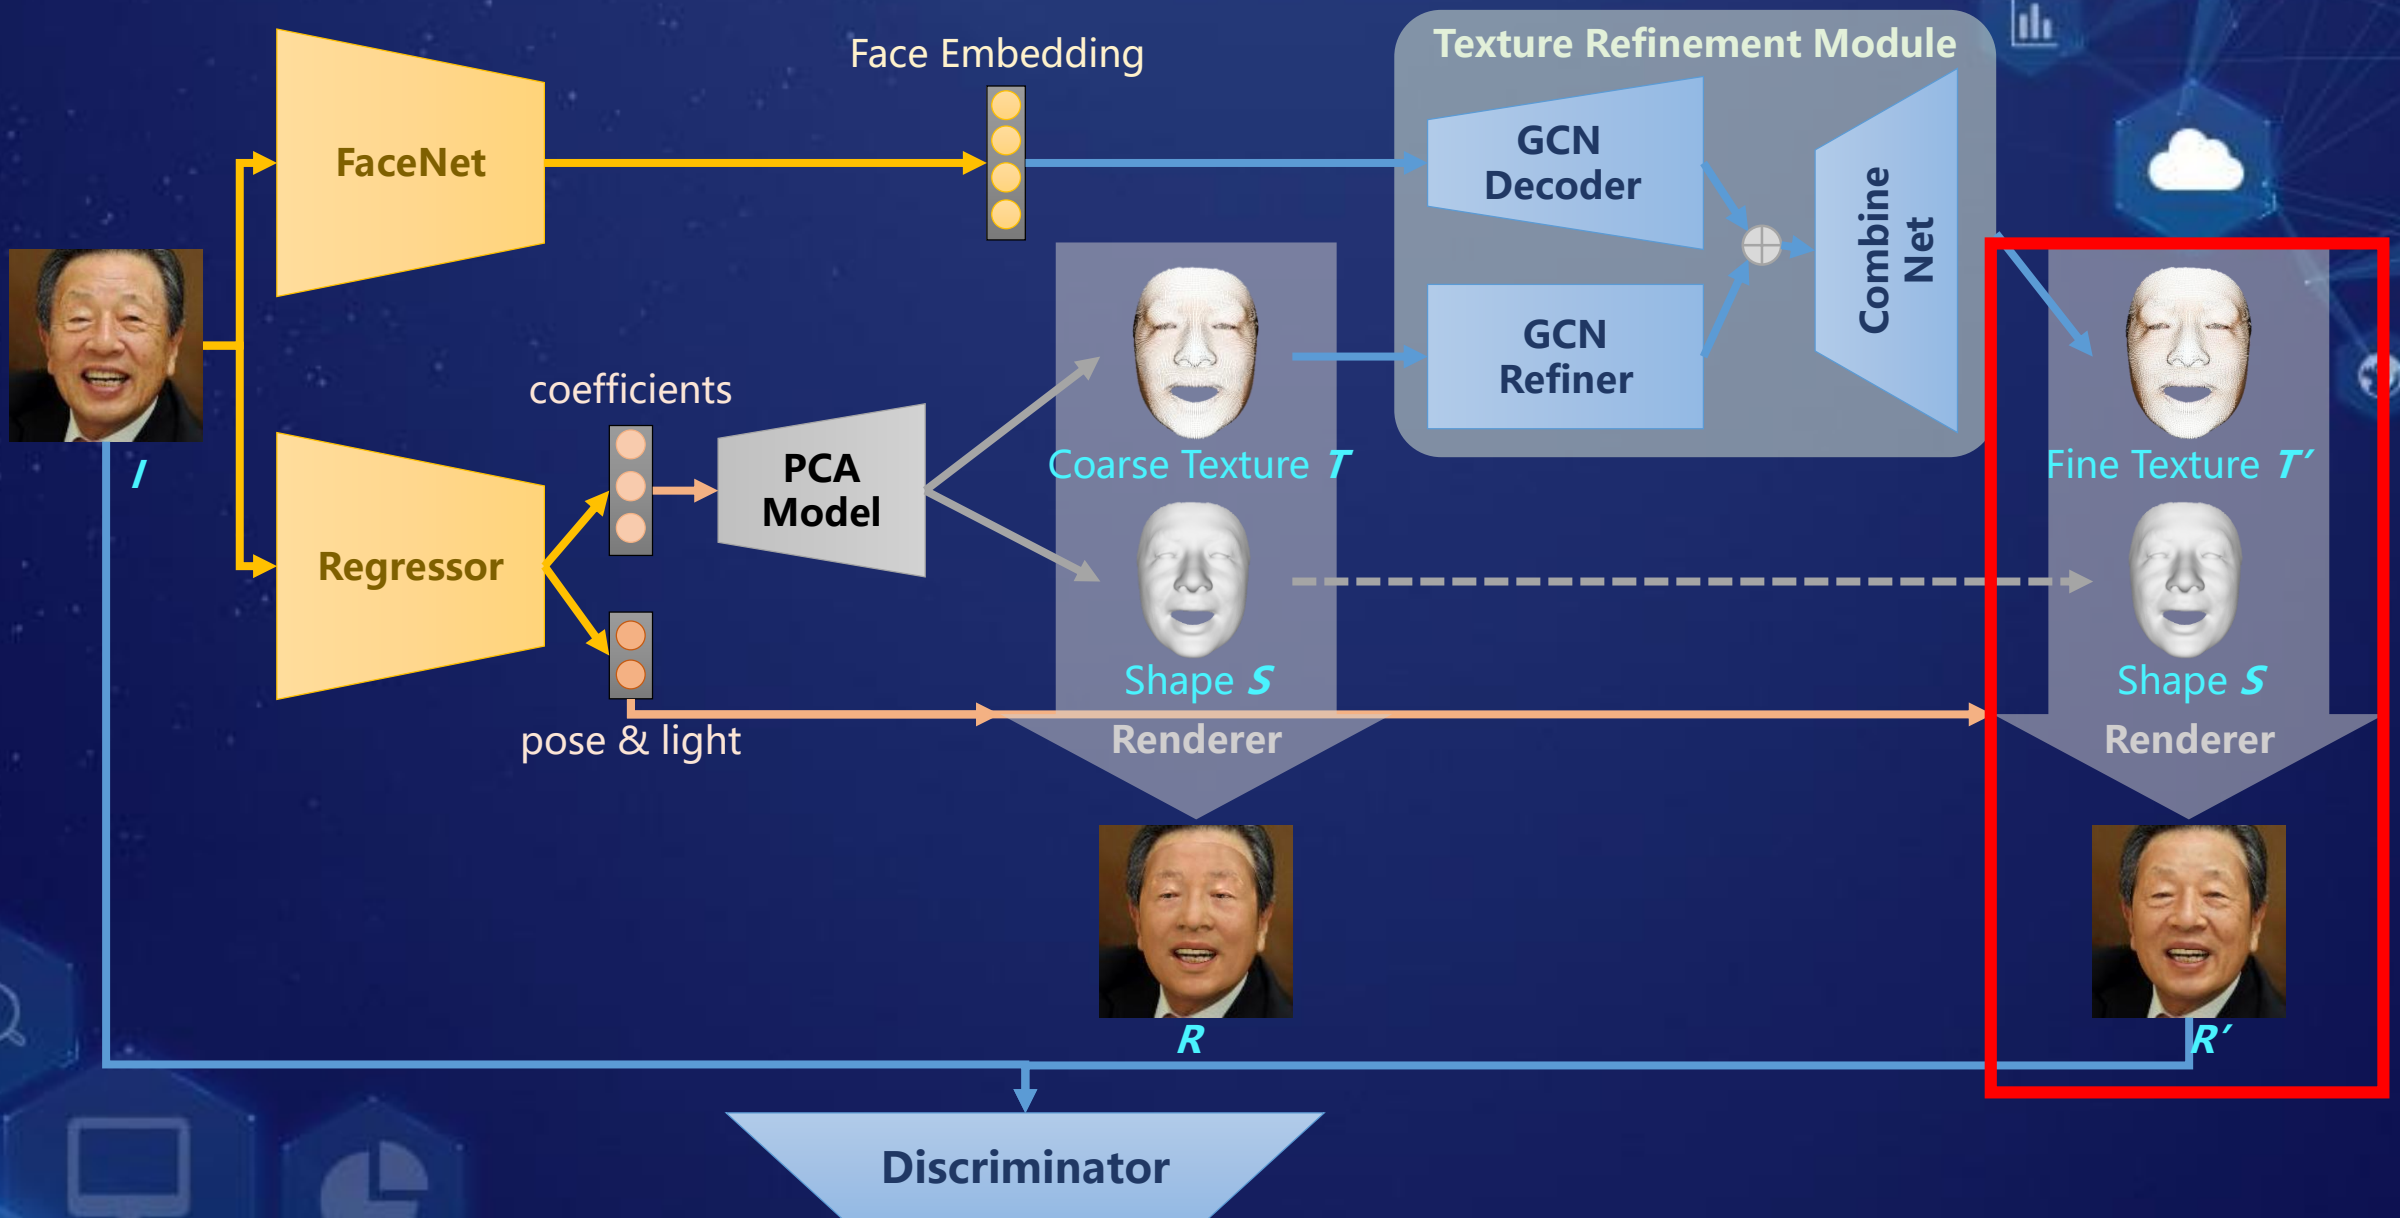 Face Embedding
Texture Refinement Module
FaceNet
GCN
Decoder
Combine
Net
GCN
Refiner
I
coefficients
PCA
Model
Coarse Texture T
Fine Texture T′
Regressor
Shape S
Shape S
pose & light
Renderer
Renderer
R
R′
Discriminator